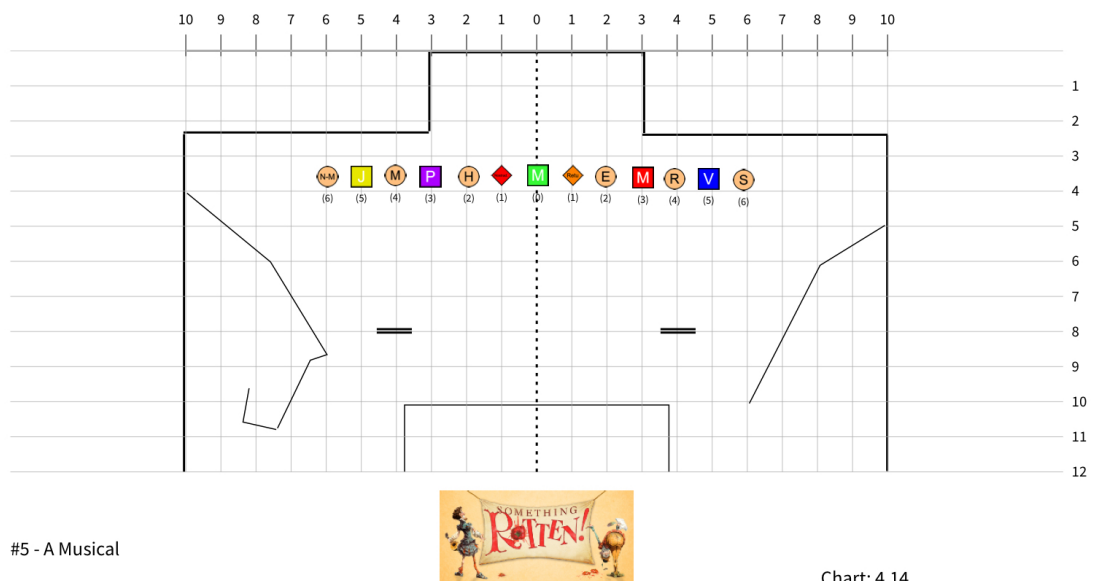 10 9 8 7 6 5 4 3 2 1 0 1 2 3 4 5 6 7 8 9 10
1
2
3
N-M J M P H M E M R V S
(6) (5) (4) (3) (2) (1) (0) (1) (2) (3) (4) (5) (6)
4
5
6
7
8
9
10
11
12
SOMETHING
ROTTEN!
#5 - A Musical
Chart: 4.14